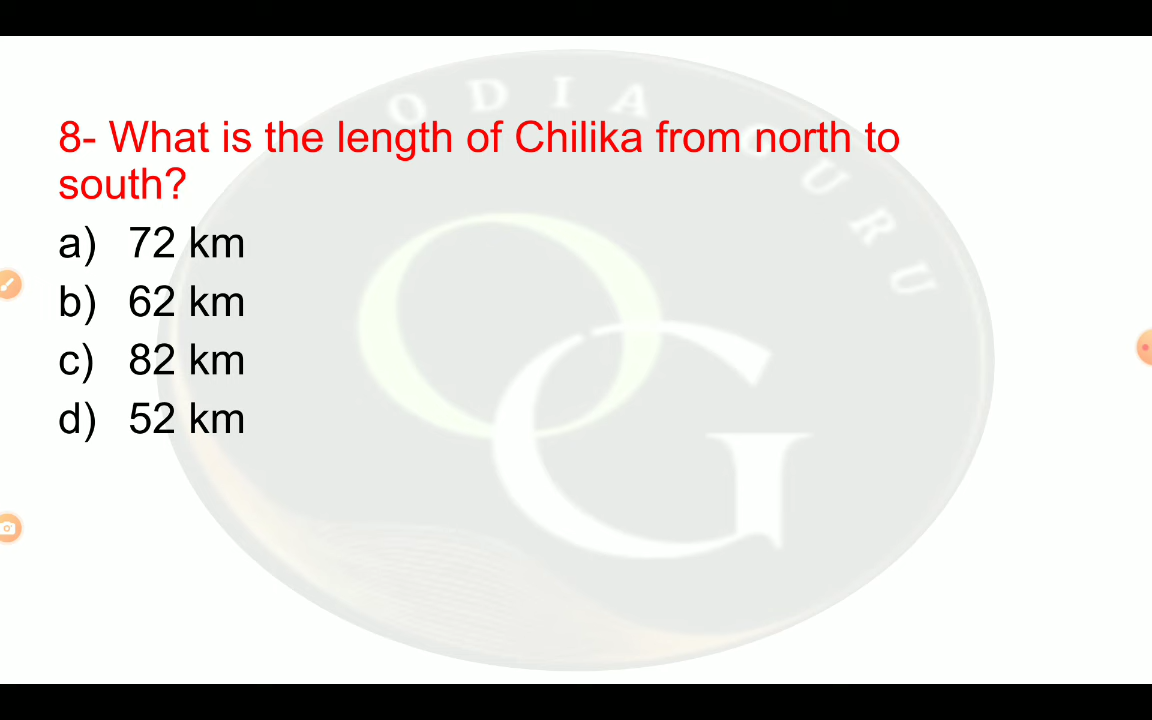 ODIA GURU
8- What is the length of Chilika from north to
south?
a) 72 km
b) 62 km
c) 82 km
d) 52 km
OG